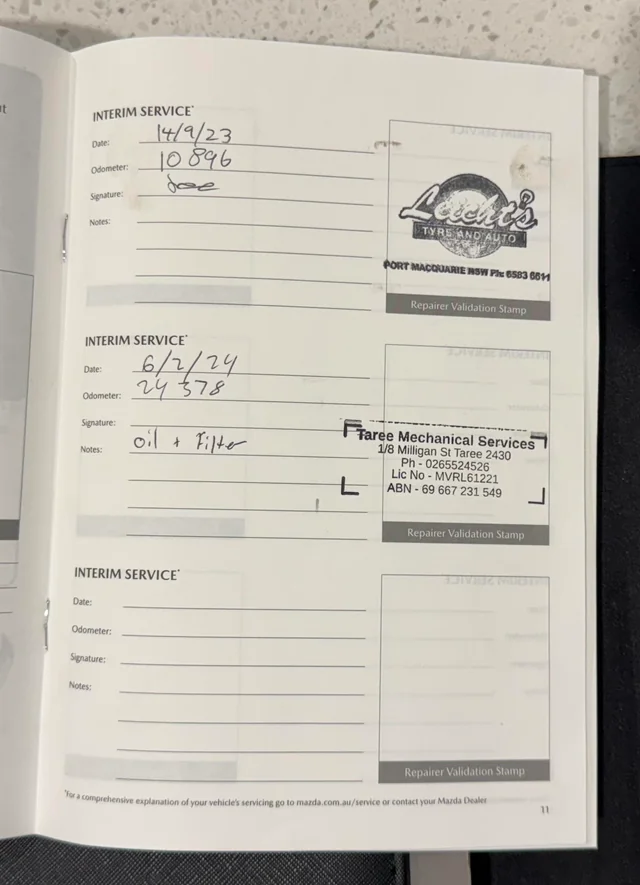 INTERIM SERVICE*
Date: 14/9/23
Odometer: 10 896
Signature:
Notes:
Leicht's
TYRE AND AUTO
PORT MACQUARIE NSW Ph: 6583 6611
Repairer Validation Stamp
INTERIM SERVICE*
Date: 6/2/24
Odometer: 24 378
Signature:
Notes: Oil + Filter
Taree Mechanical Services
1/8 Milligan St Taree 2430
Ph - 0265524526
Lic No - MVRL61221
ABN - 69 667 231 549
Repairer Validation Stamp
INTERIM SERVICE*
Date:
Odometer:
Signature:
Notes:
Repairer Validation Stamp
*For a comprehensive explanation of your vehicle's servicing go to mazda.com.au/service or contact your Mazda Dealer
11